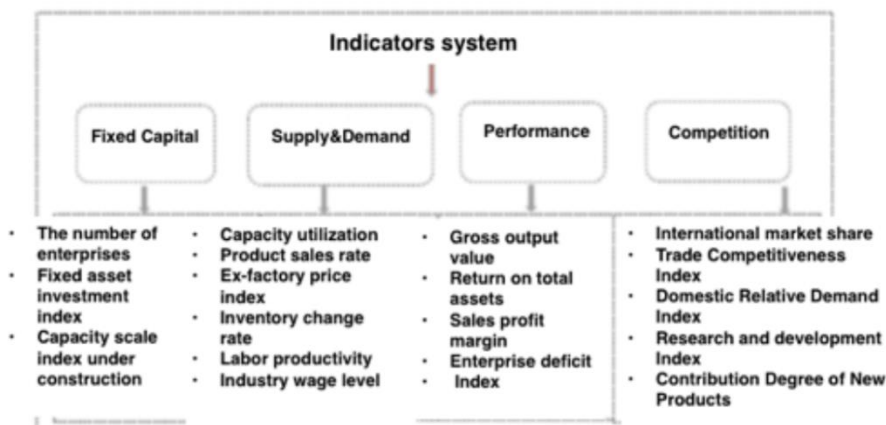 Indicators system
Fixed Capital
Supply&Demand
Performance
Competition
• The number of
enterprises
• Fixed asset
investment
index
• Capacity scale
index under
construction
• Capacity utilization
• Product sales rate
• Ex-factory price
index
• Inventory change
rate
• Labor productivity
• Industry wage level
• Gross output
value
• Return on total
assets
• Sales profit
margin
• Enterprise deficit
Index
• International market share
• Trade Competitiveness
Index
• Domestic Relative Demand
Index
• Research and development
Index
• Contribution Degree of New
Products